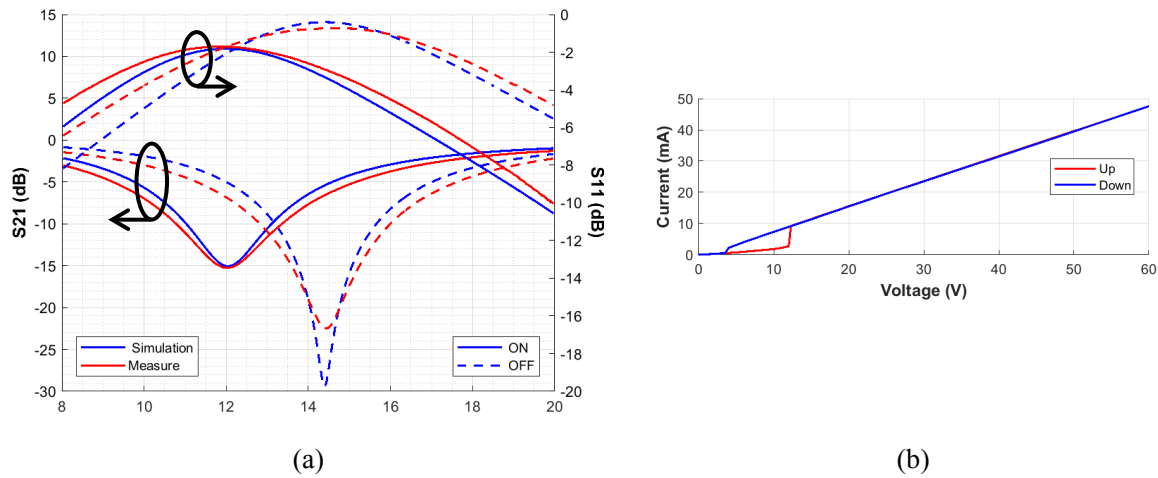 15
10
5
0
-5
-10
-15
-20
-25
-30
S21 (dB)
0
-2
-4
-6
-8
-10
-12
-14
-16
-18
-20
S11 (dB)
Simulation
Measure
ON
OFF
8 10 12 14 16 18 20
(a)
50
40
30
20
10
0
Current (mA)
Up
Down
0 10 20 30 40 50 60
Voltage (V)
(b)